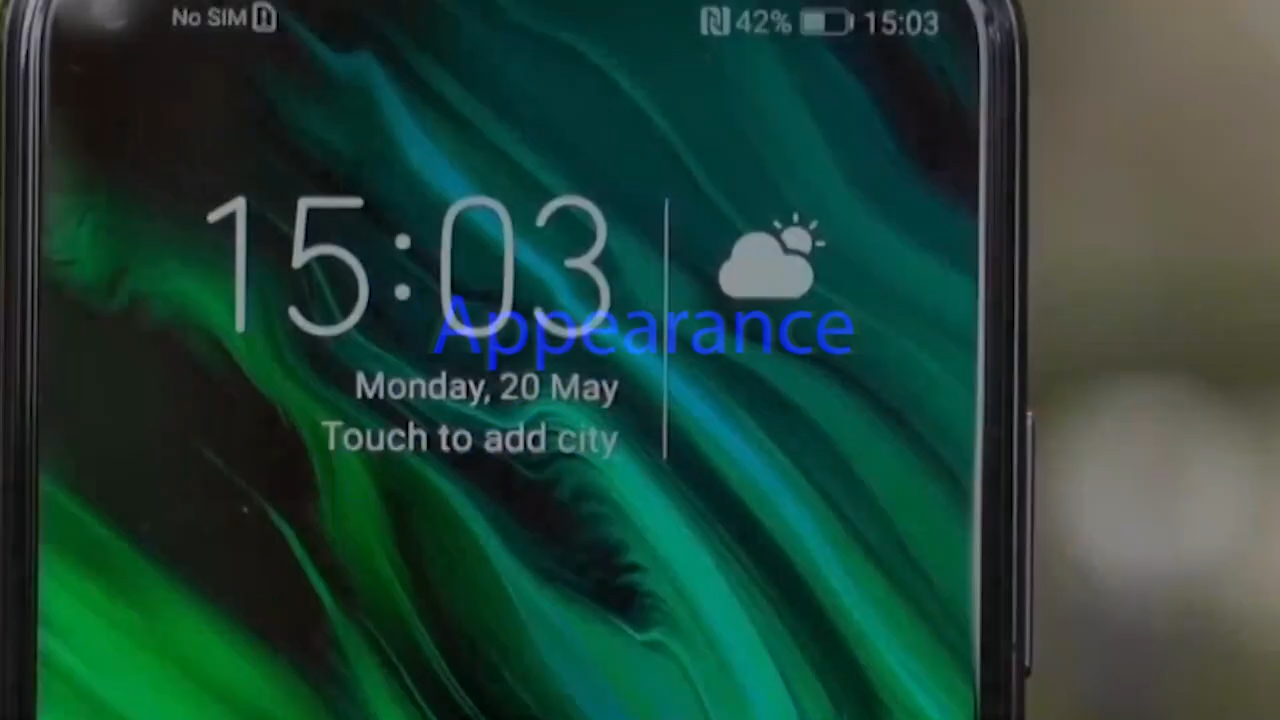 No SIM
42% 15:03
15:03
Appearance
Monday, 20 May
Touch to add city